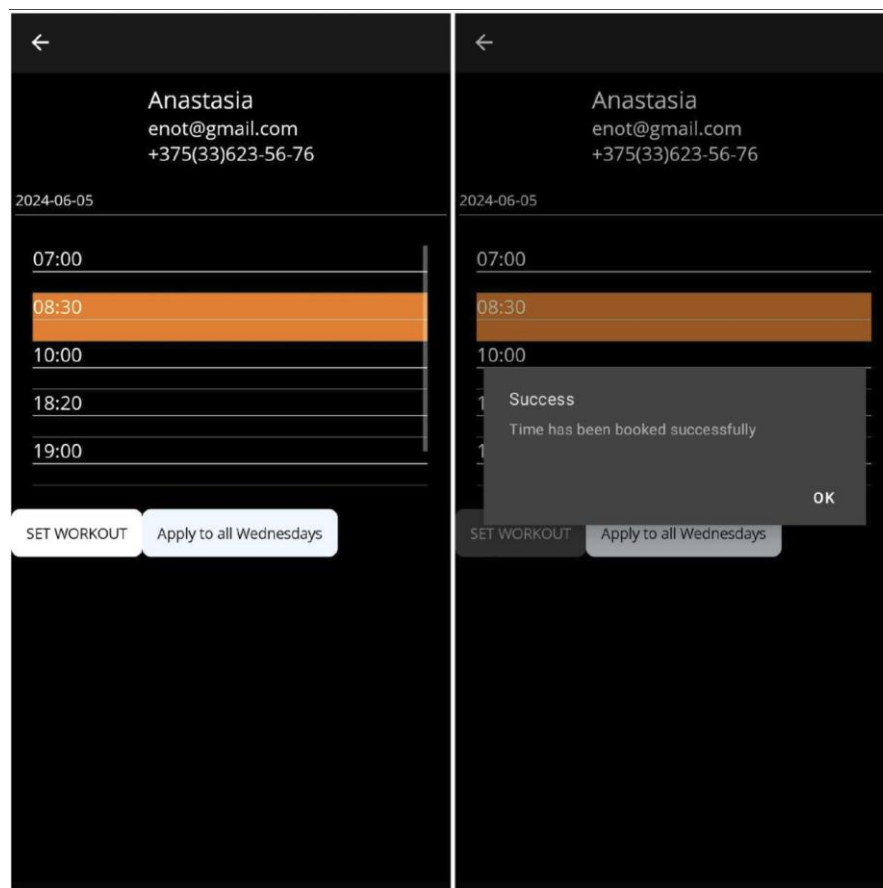 Anastasia
enot@gmail.com
+375(33)623-56-76
2024-06-05
07:00
08:30
10:00
18:20
19:00
SET WORKOUT
Apply to all Wednesdays
Anastasia
enot@gmail.com
+375(33)623-56-76
2024-06-05
07:00
08:30
10:00
1
Success
Time has been booked successfully
1
OK
SET WORKOUT
Apply to all Wednesdays